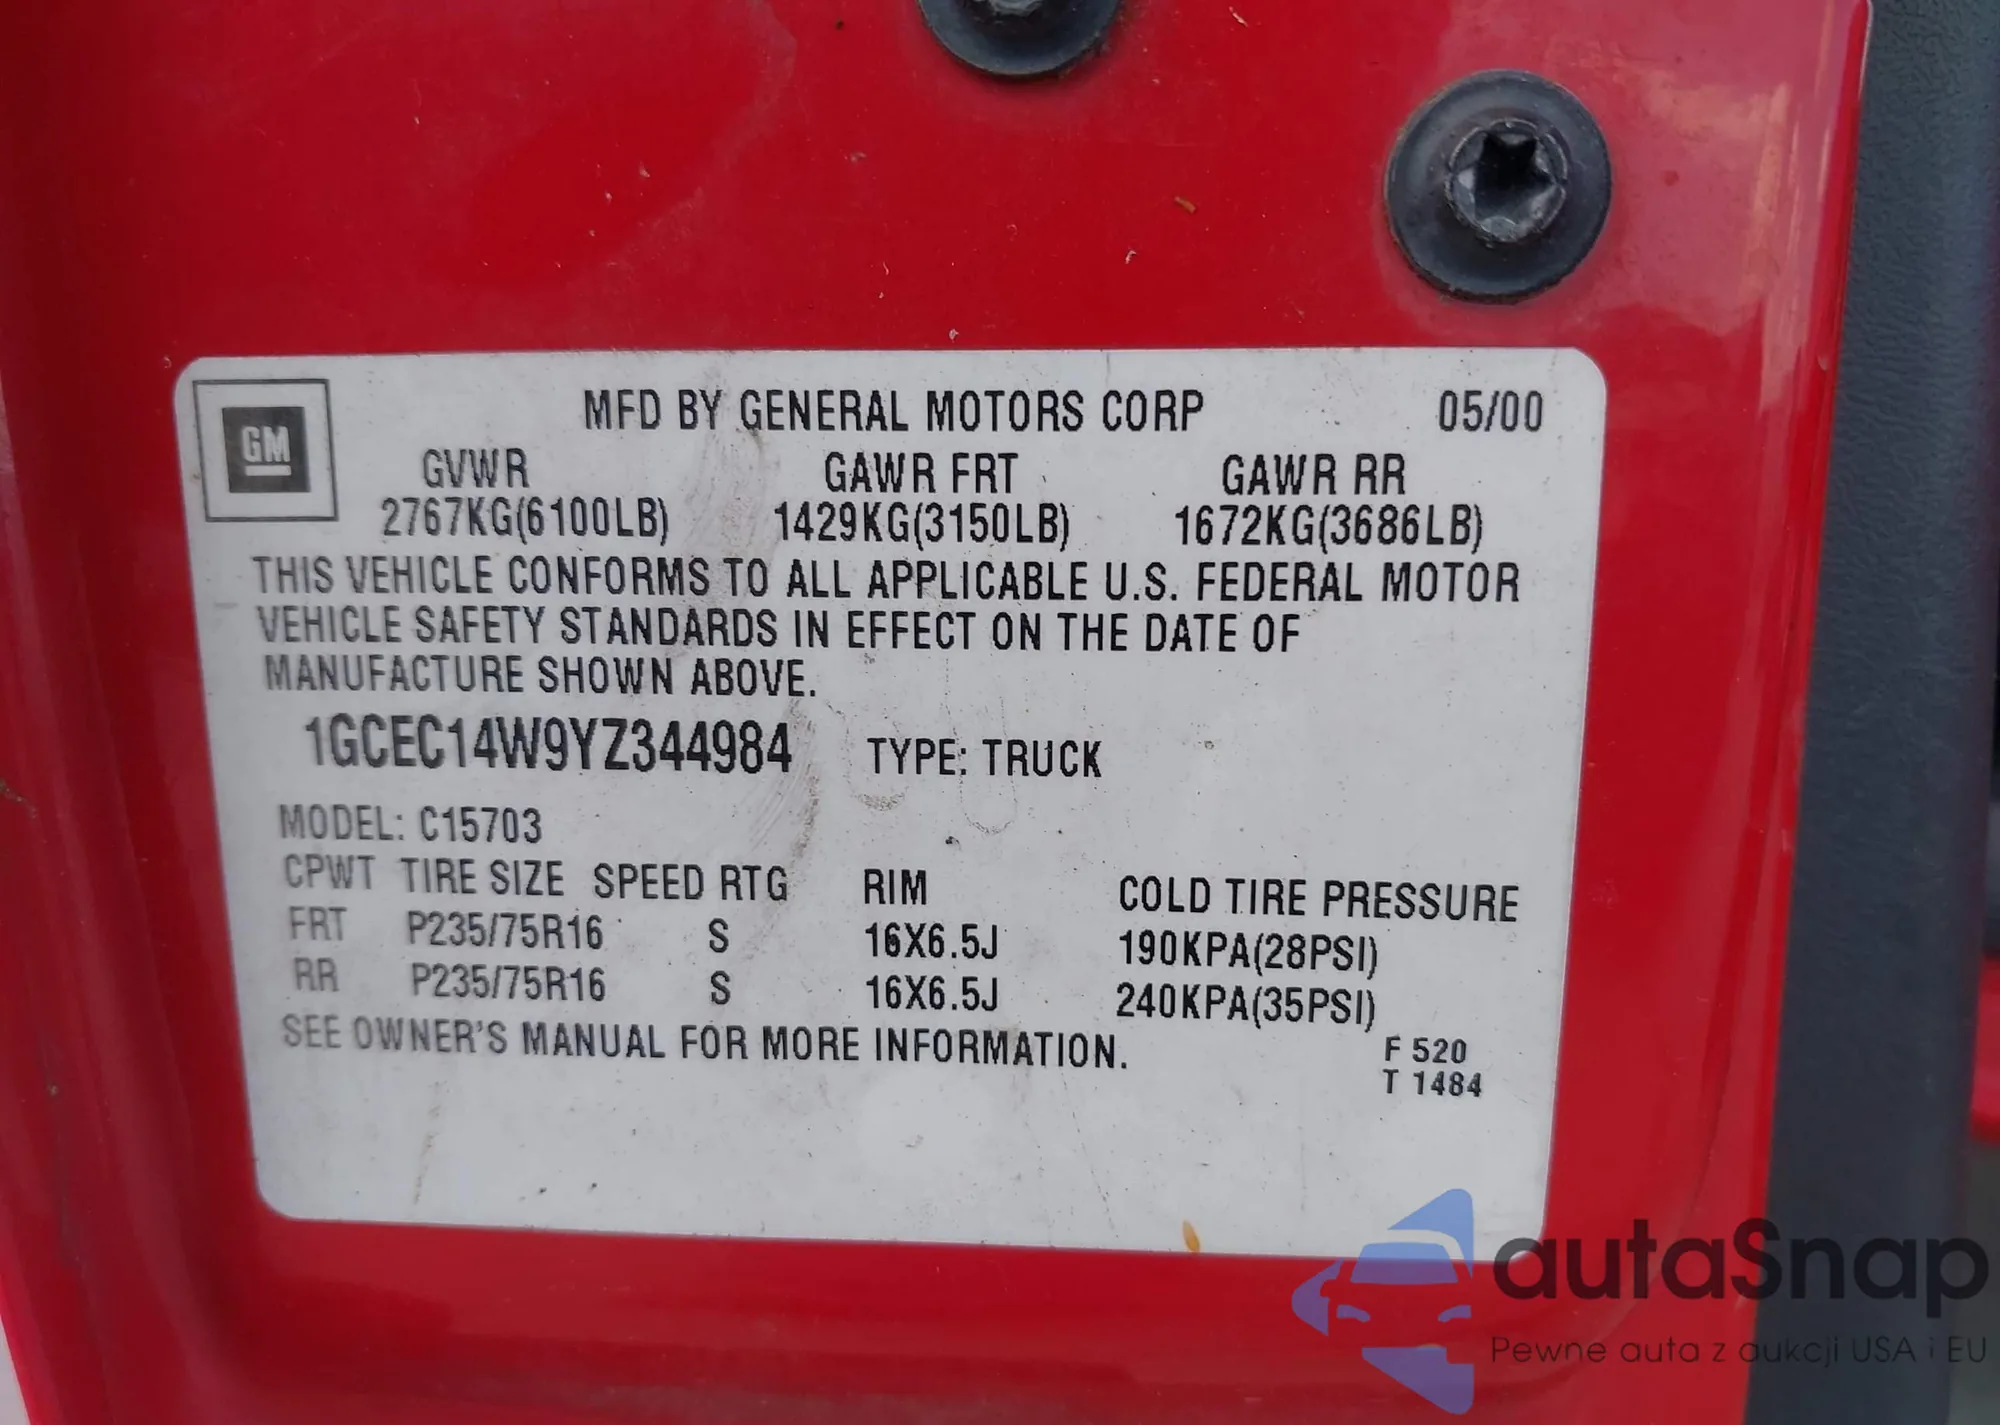 GM
MFD BY GENERAL MOTORS CORP 05/00
GVWR GAWR FRT GAWR RR
2767KG(6100LB) 1429KG(3150LB) 1672KG(3686LB)
THIS VEHICLE CONFORMS TO ALL APPLICABLE U.S. FEDERAL MOTOR
VEHICLE SAFETY STANDARDS IN EFFECT ON THE DATE OF
MANUFACTURE SHOWN ABOVE.
1GCEC14W9YZ344984 TYPE: TRUCK
MODEL: C15703
CPWT TIRE SIZE SPEED RTG RIM COLD TIRE PRESSURE
FRT P235/75R16 S 16X6.5J 190KPA(28PSI)
RR P235/75R16 S 16X6.5J 240KPA(35PSI)
SEE OWNER'S MANUAL FOR MORE INFORMATION.
F 520
T 1484
autaSnap
Pewne auta z aukcji USA i EU